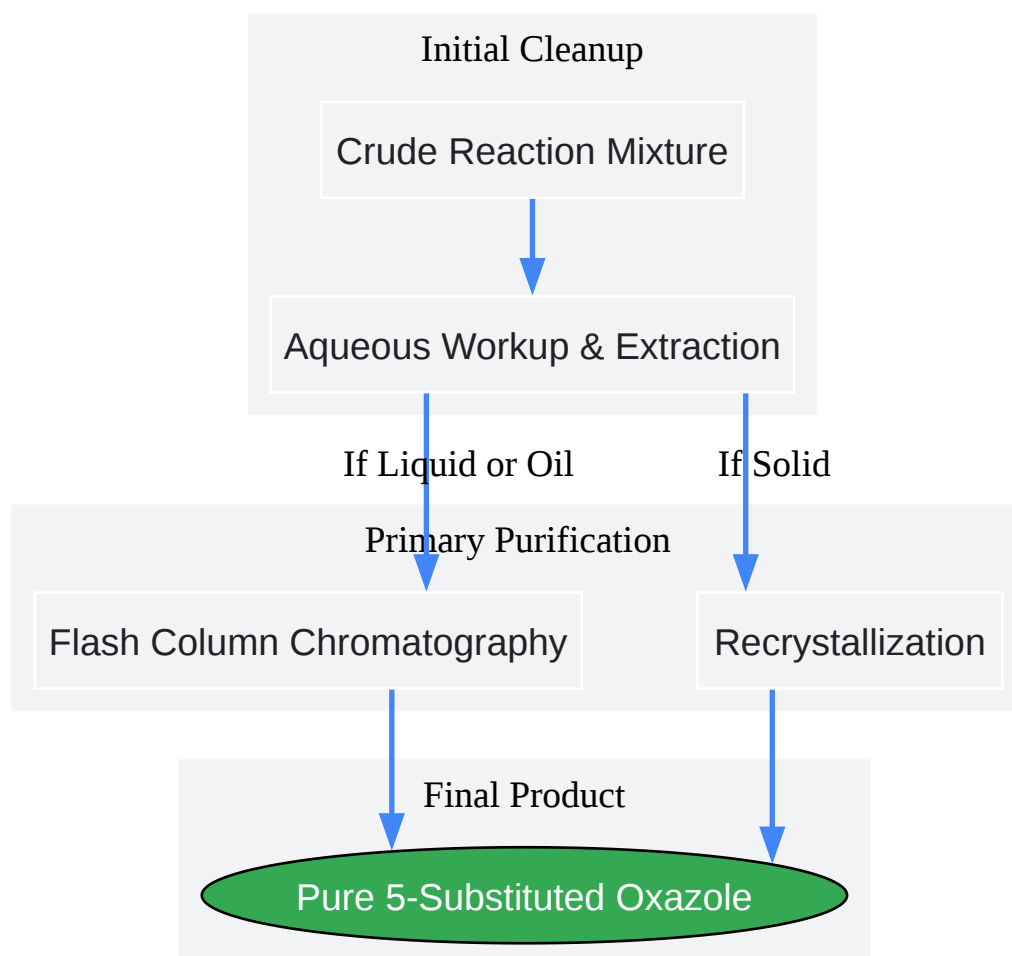 Initial Cleanup
Crude Reaction Mixture
Aqueous Workup & Extraction
If Liquid or Oil
If Solid
Primary Purification
Flash Column Chromatography
Recrystallization
Final Product
Pure 5-Substituted Oxazole